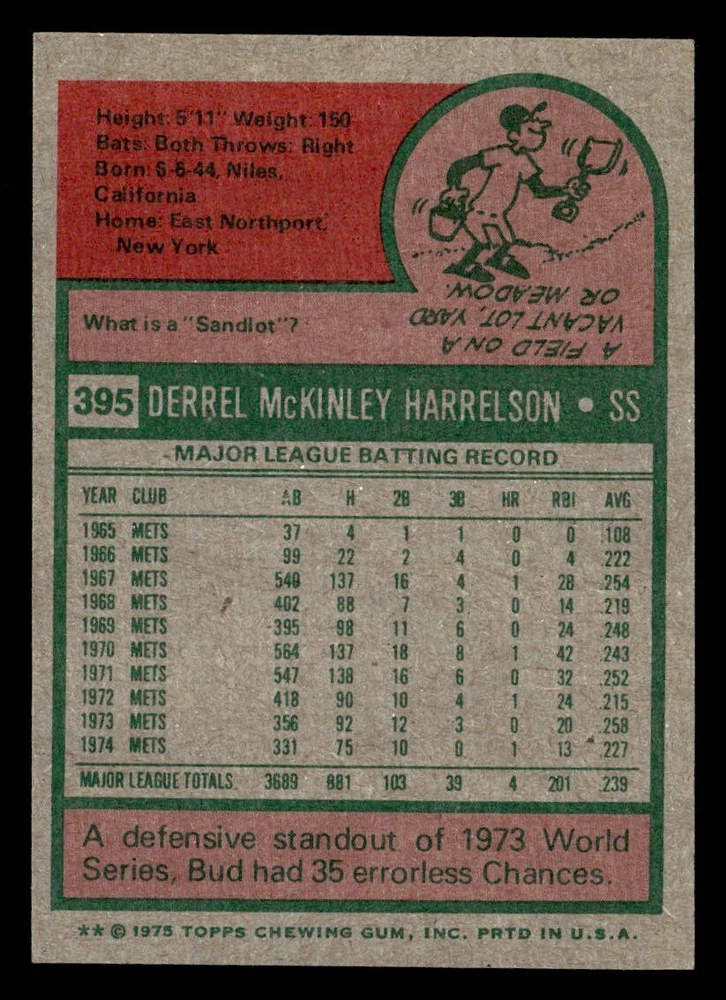 Height: 5'11" Weight: 150
Bats: Both Throws: Right
Born: 6-6-44, Niles,
California
Home: East Northport,
New York
What is a "Sandlot"?
A FIELD ON A
VACANT LOT, YARD
OR MEADOW.
395 DERREL McKINLEY HARRELSON • SS
MAJOR LEAGUE BATTING RECORD
YEAR CLUB AB H 2B 3B HR RBI AVG
1965 METS 37 4 1 1 0 0 .108
1966 METS 99 22 2 4 0 4 .222
1967 METS 540 137 16 4 1 28 .254
1968 METS 402 88 7 3 0 14 .219
1969 METS 395 98 11 6 0 24 .248
1970 METS 564 137 18 8 1 42 .243
1971 METS 547 138 16 6 0 32 .252
1972 METS 418 90 10 4 1 24 .215
1973 METS 356 92 12 3 0 20 .258
1974 METS 331 75 10 0 1 13 .227
MAJOR LEAGUE TOTALS 3689 881 103 39 4 201 .239
A defensive standout of 1973 World
Series, Bud had 35 errorless Chances.
** © 1975 TOPPS CHEWING GUM, INC. PRTD IN U.S.A.